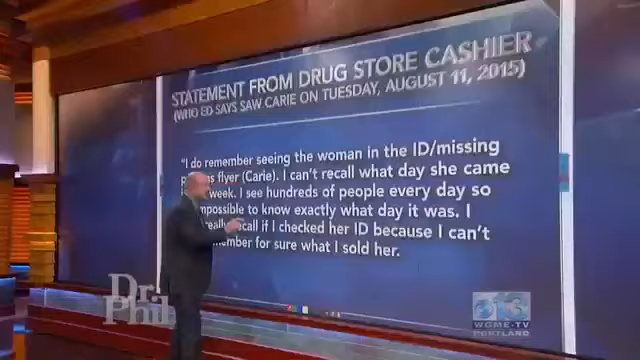 STATEMENT FROM DRUG STORE CASHIER
(WHO ED SAYS SAW CARIE ON TUESDAY, AUGUST 11, 2015)
"I do remember seeing the woman in the ID/missing
flyer (Carie). I can't recall what day she came
week. I see hundreds of people every day so
mpossible to know exactly what day it was. I
call if I checked her ID because I can't
mber for sure what I sold her.
Dr.
Phil
13
WGME-TV
PORTLAND